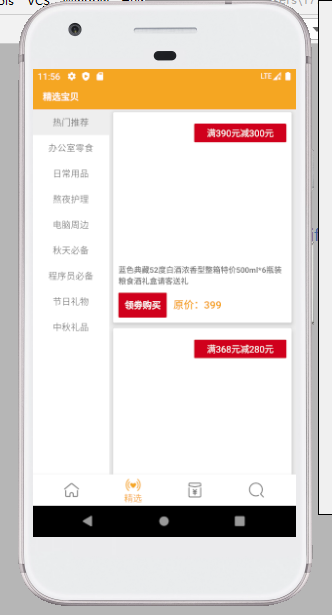 VCS
11:56
LTE
精选宝贝
热门推荐
办公室零食
日常用品
熬夜护理
电脑周边
秋天必备
程序员必备
节日礼物
中秋礼品
满390元减300元
蓝色典藏52度白酒浓香型整箱特价500ml*6瓶装
粮食酒礼盒请客送礼
领劵购买 原价：399
满368元减280元
精选